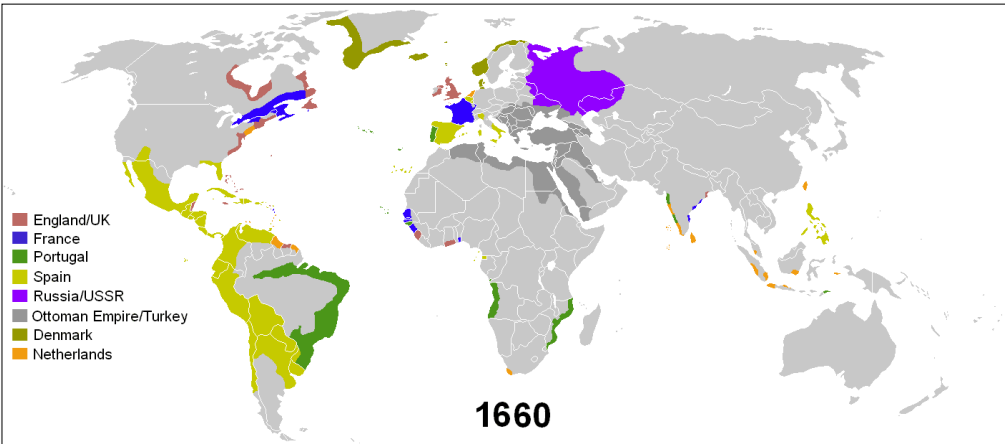 England/UK
France
Portugal
Spain
Russia/USSR
Ottoman Empire/Turkey
Denmark
Netherlands
1660